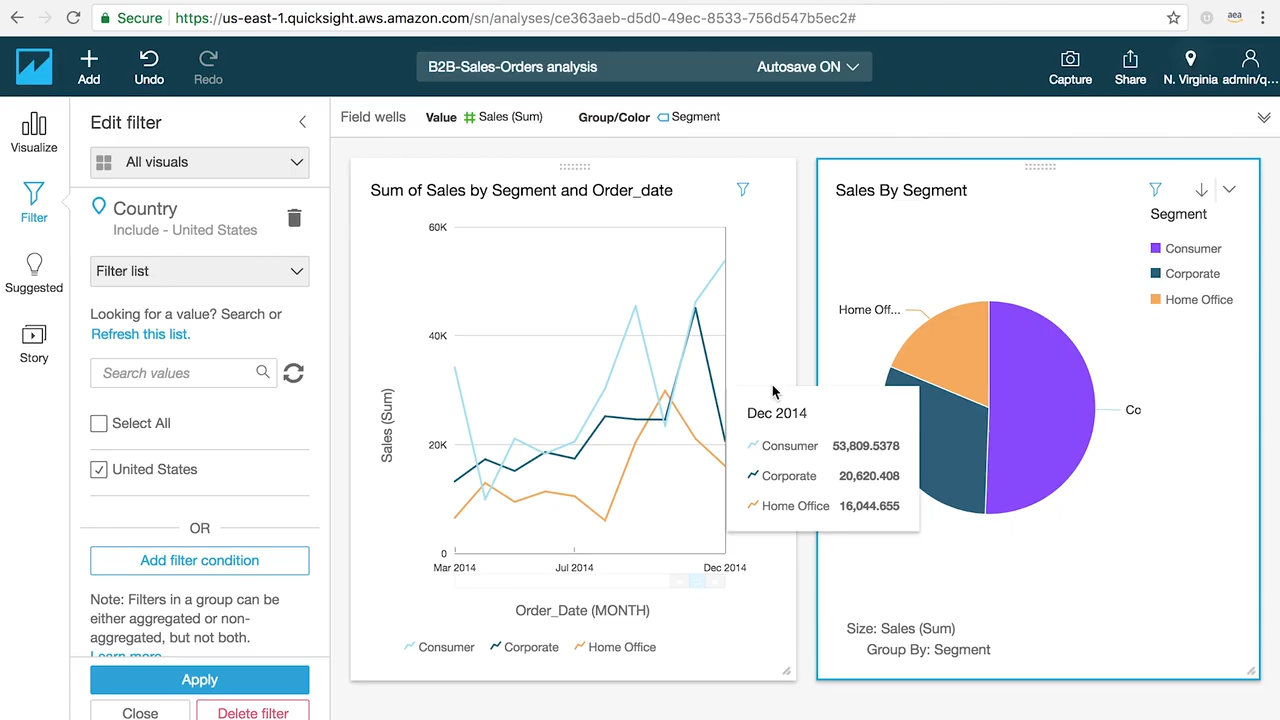 Secure https://us-east-1.quicksight.aws.amazon.com/sn/analyses/ce363aeb-d5d0-49ec-8533-756d547b5ec2#
aea
Add
Undo
Redo
B2B-Sales-Orders analysis
Autosave ON
Capture
Share
N. Virginia
admin/q...
Visualize
Filter
Suggested
Story
Edit filter
All visuals
Country
Include - United States
Filter list
Looking for a value? Search or
Refresh this list.
Search values
Select All
United States
OR
Add filter condition
Note: Filters in a group can be
either aggregated or non-
aggregated, but not both.
Learn more
Apply
Close
Delete filter
Field wells Value Sales (Sum) Group/Color Segment
Sum of Sales by Segment and Order_date
60K
40K
20K
0
Sales (Sum)
Mar 2014
Jul 2014
Dec 2014
Order_Date (MONTH)
Consumer
Corporate
Home Office
Dec 2014
Consumer 53,809.5378
Corporate 20,620.408
Home Office 16,044.655
Sales By Segment
Segment
Consumer
Corporate
Home Office
Home Off...
Co
Size: Sales (Sum)
Group By: Segment